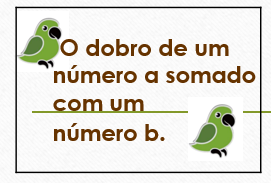 O dobro de um
número a somado
com um
número b.